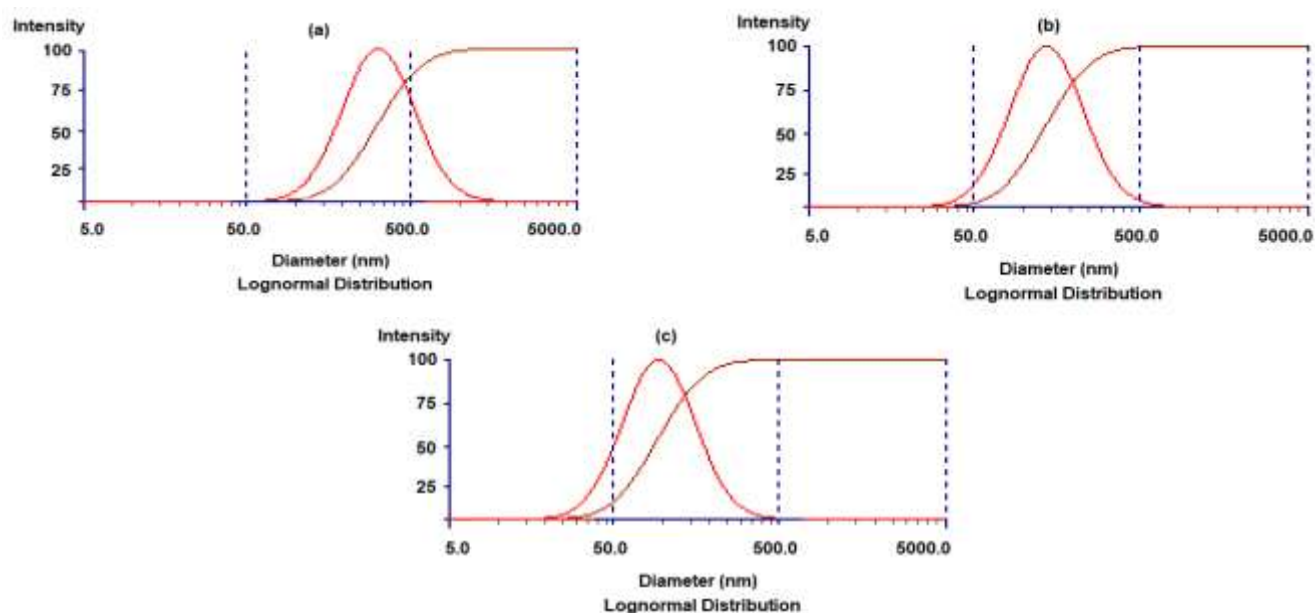 Intensity
(a)
100
75
50
25
5.0 50.0 500.0 5000.0
Diameter (nm)
Lognormal Distribution
Intensity
(b)
100
75
50
25
5.0 50.0 500.0 5000.0
Diameter (nm)
Lognormal Distribution
Intensity
(c)
100
75
50
25
5.0 50.0 500.0 5000.0
Diameter (nm)
Lognormal Distribution